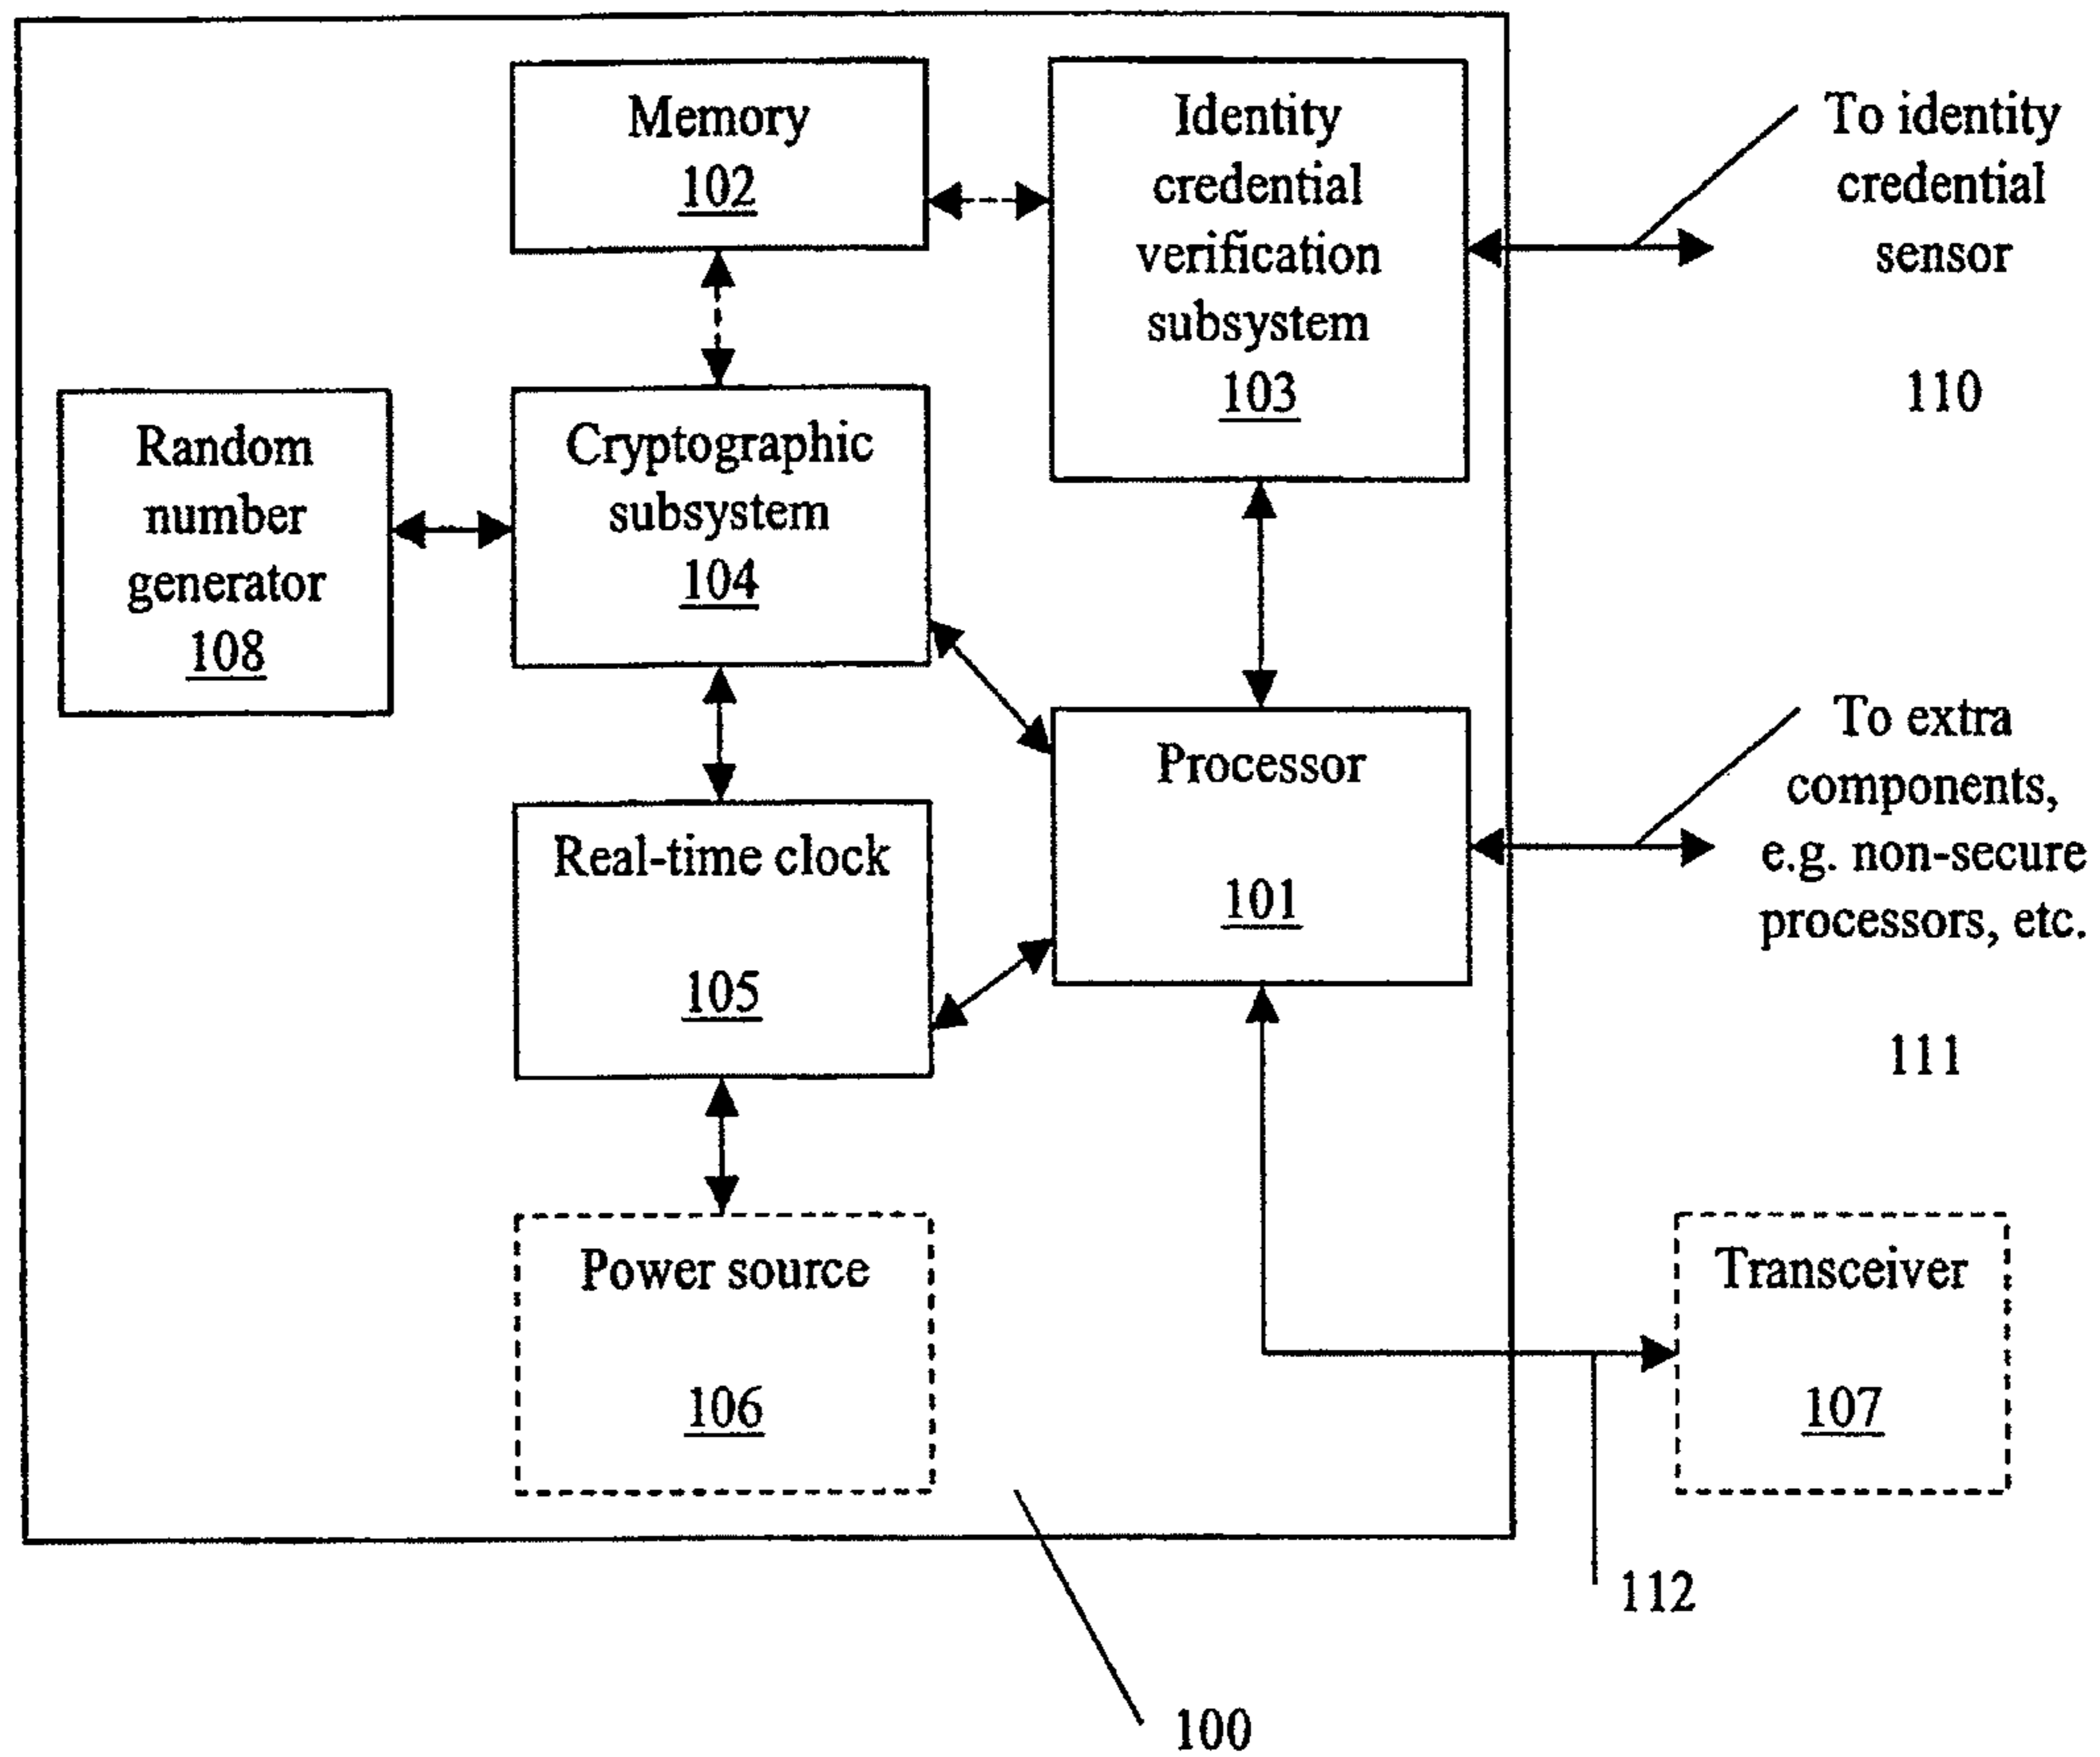 Memory
102
Identity
credential
verification
subsystem
103
To identity
credential
sensor
110
Random
number
generator
108
Cryptographic
subsystem
104
Processor
101
To extra
components,
e.g. non-secure
processors, etc.
111
Real-time clock
105
Power source
106
Transceiver
107
112
100